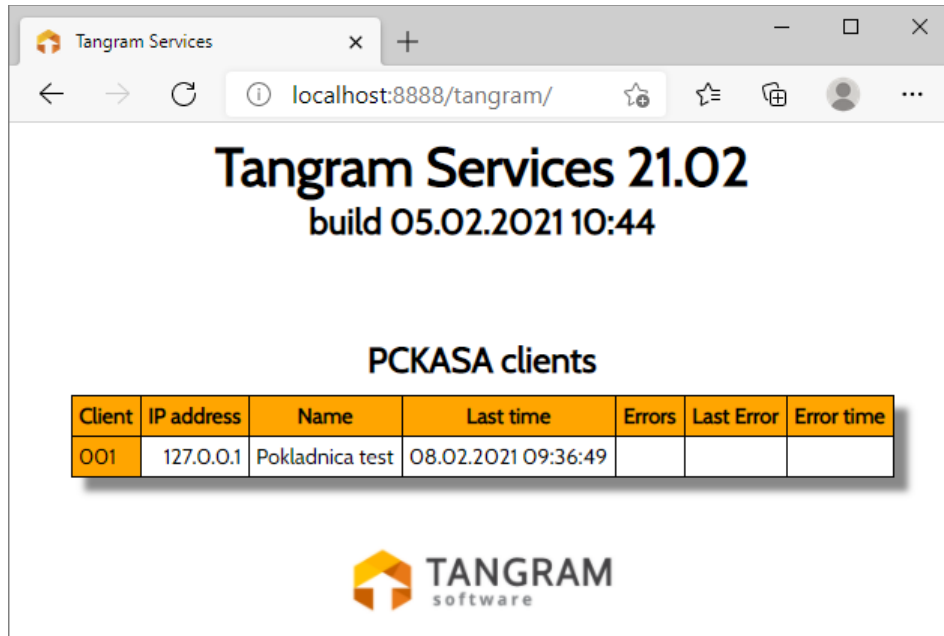 Tangram Services
localhost:8888/tangram/
Tangram Services 21.02
build 05.02.2021 10:44
PCKASA clients
Client IP address Name Last time Errors Last Error Error time
001 127.0.0.1 Pokladnica test 08.02.2021 09:36:49
TANGRAM
software